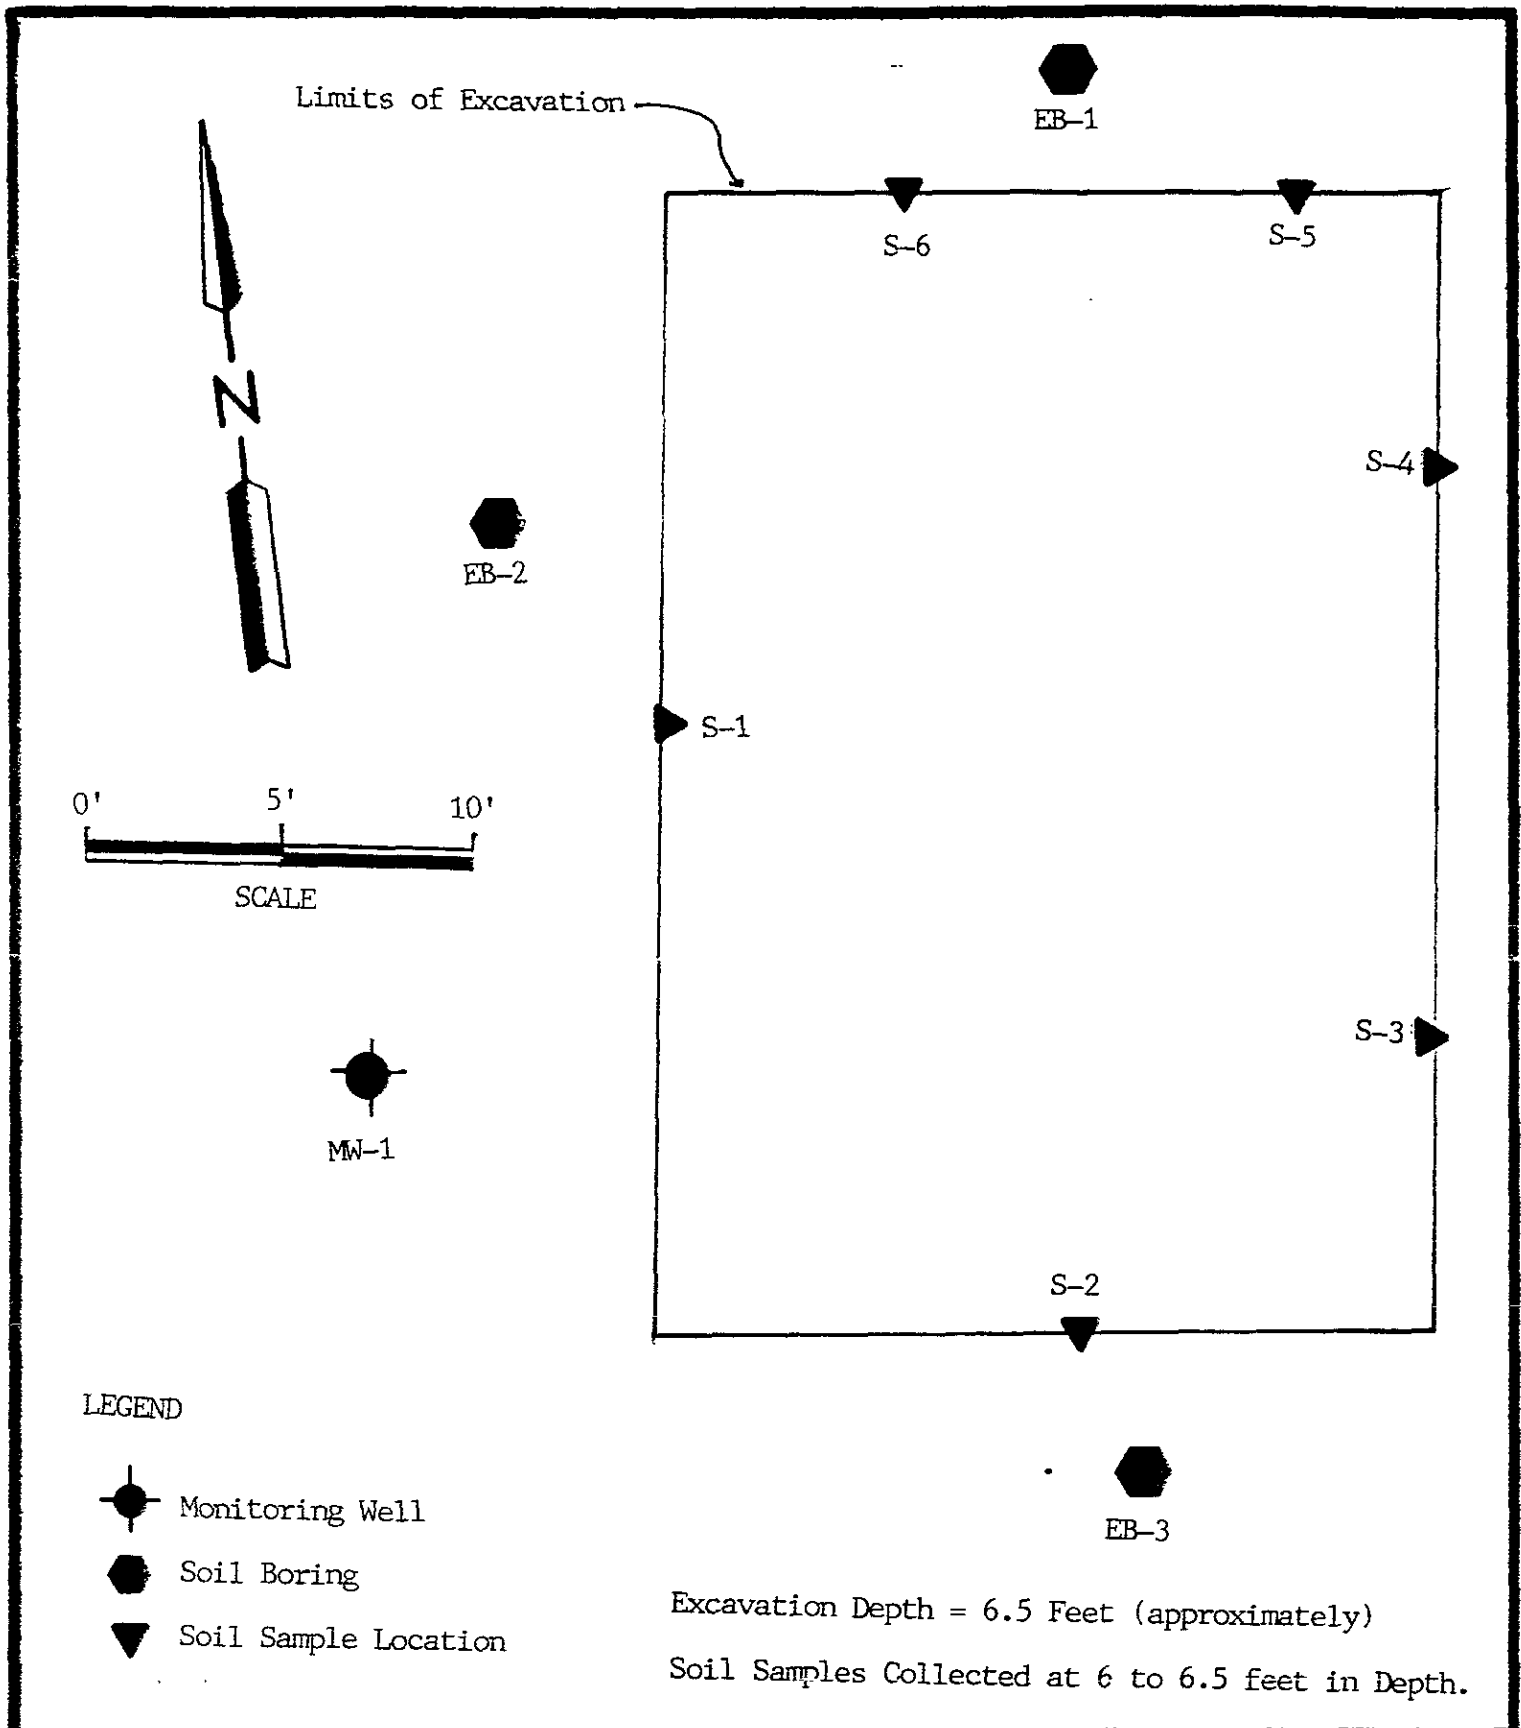 EB-1
Limits of Excavation
S-6
S-5
N
S-4
EB-2
S-1
0' 5' 10'
SCALE
S-3
MW-1
S-2
LEGEND
Monitoring Well
Soil Boring
Soil Sample Location
EB-3
Excavation Depth = 6.5 Feet (approximately)
Soil Samples Collected at 6 to 6.5 feet in Depth.